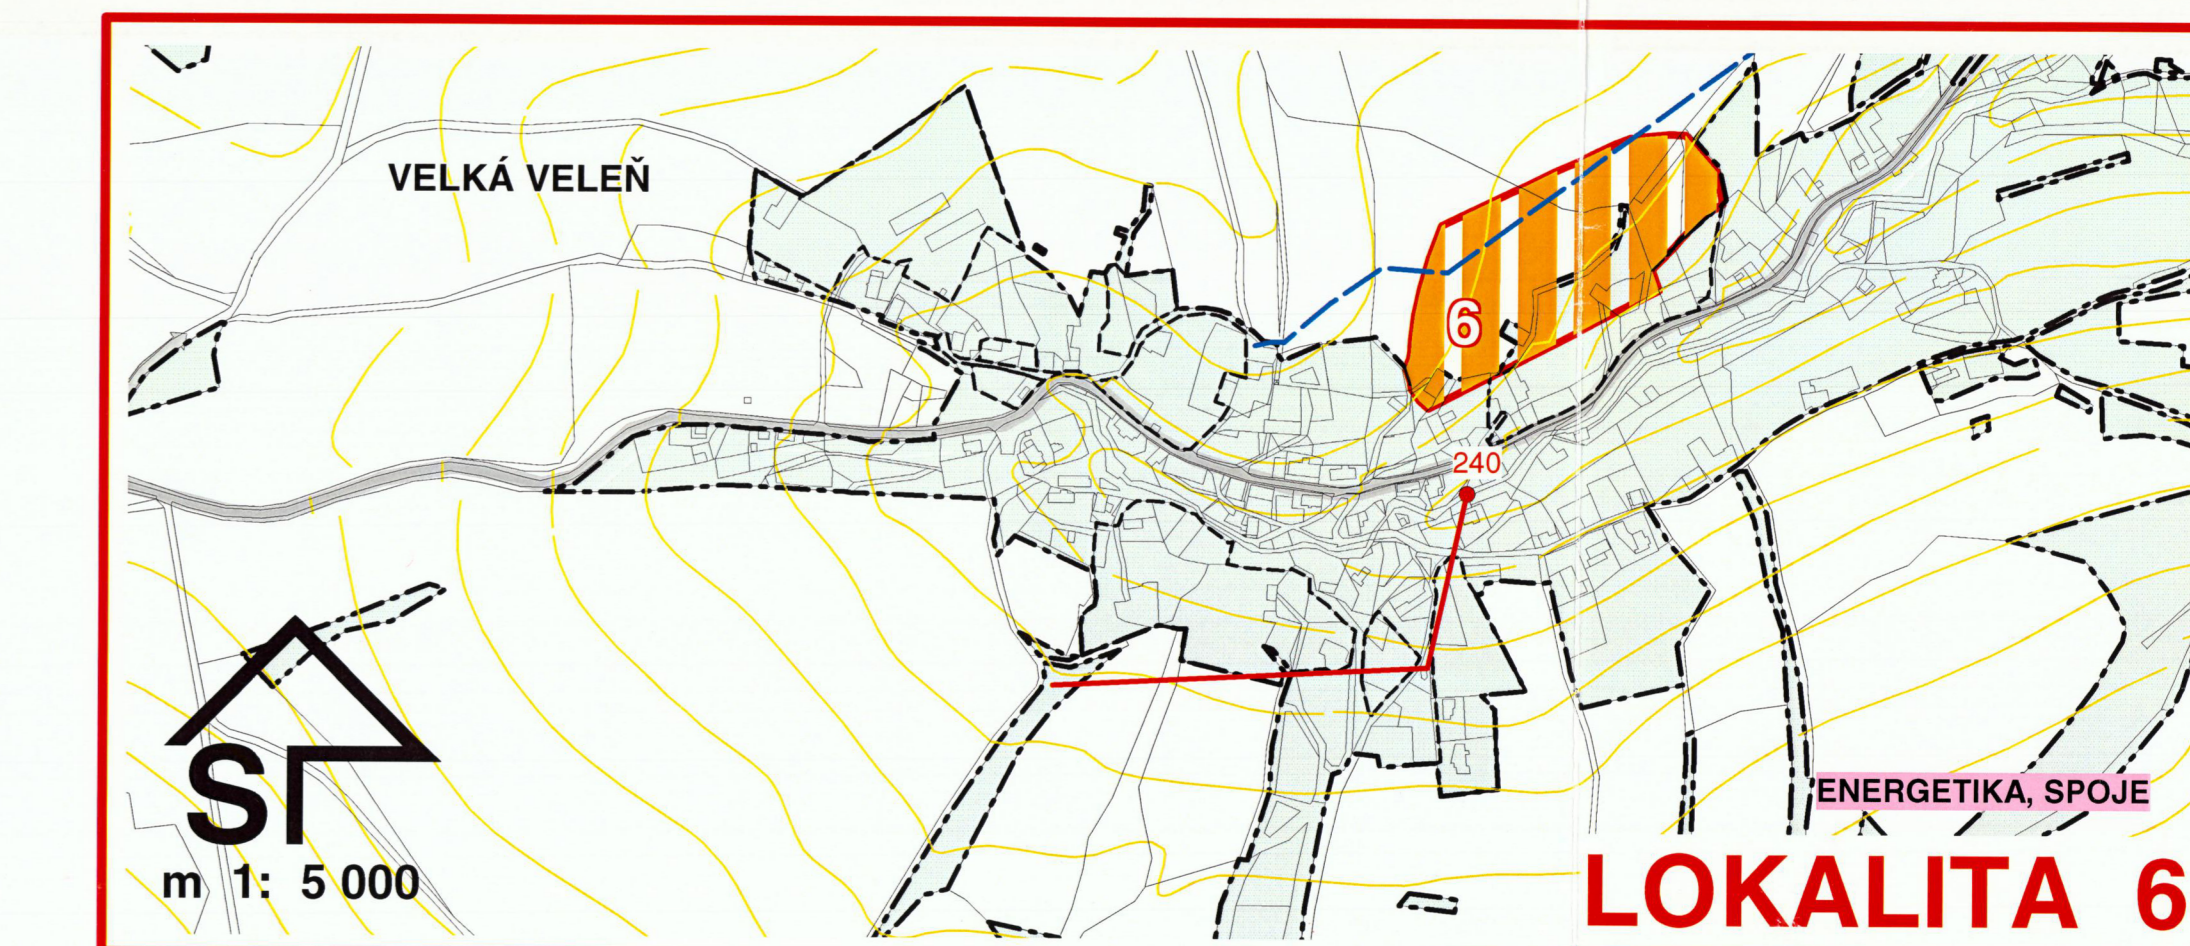 VELKÁ VELEŇ
6
240
S
m 1: 5 000
ENERGETIKA, SPOJE
LOKALITA 6